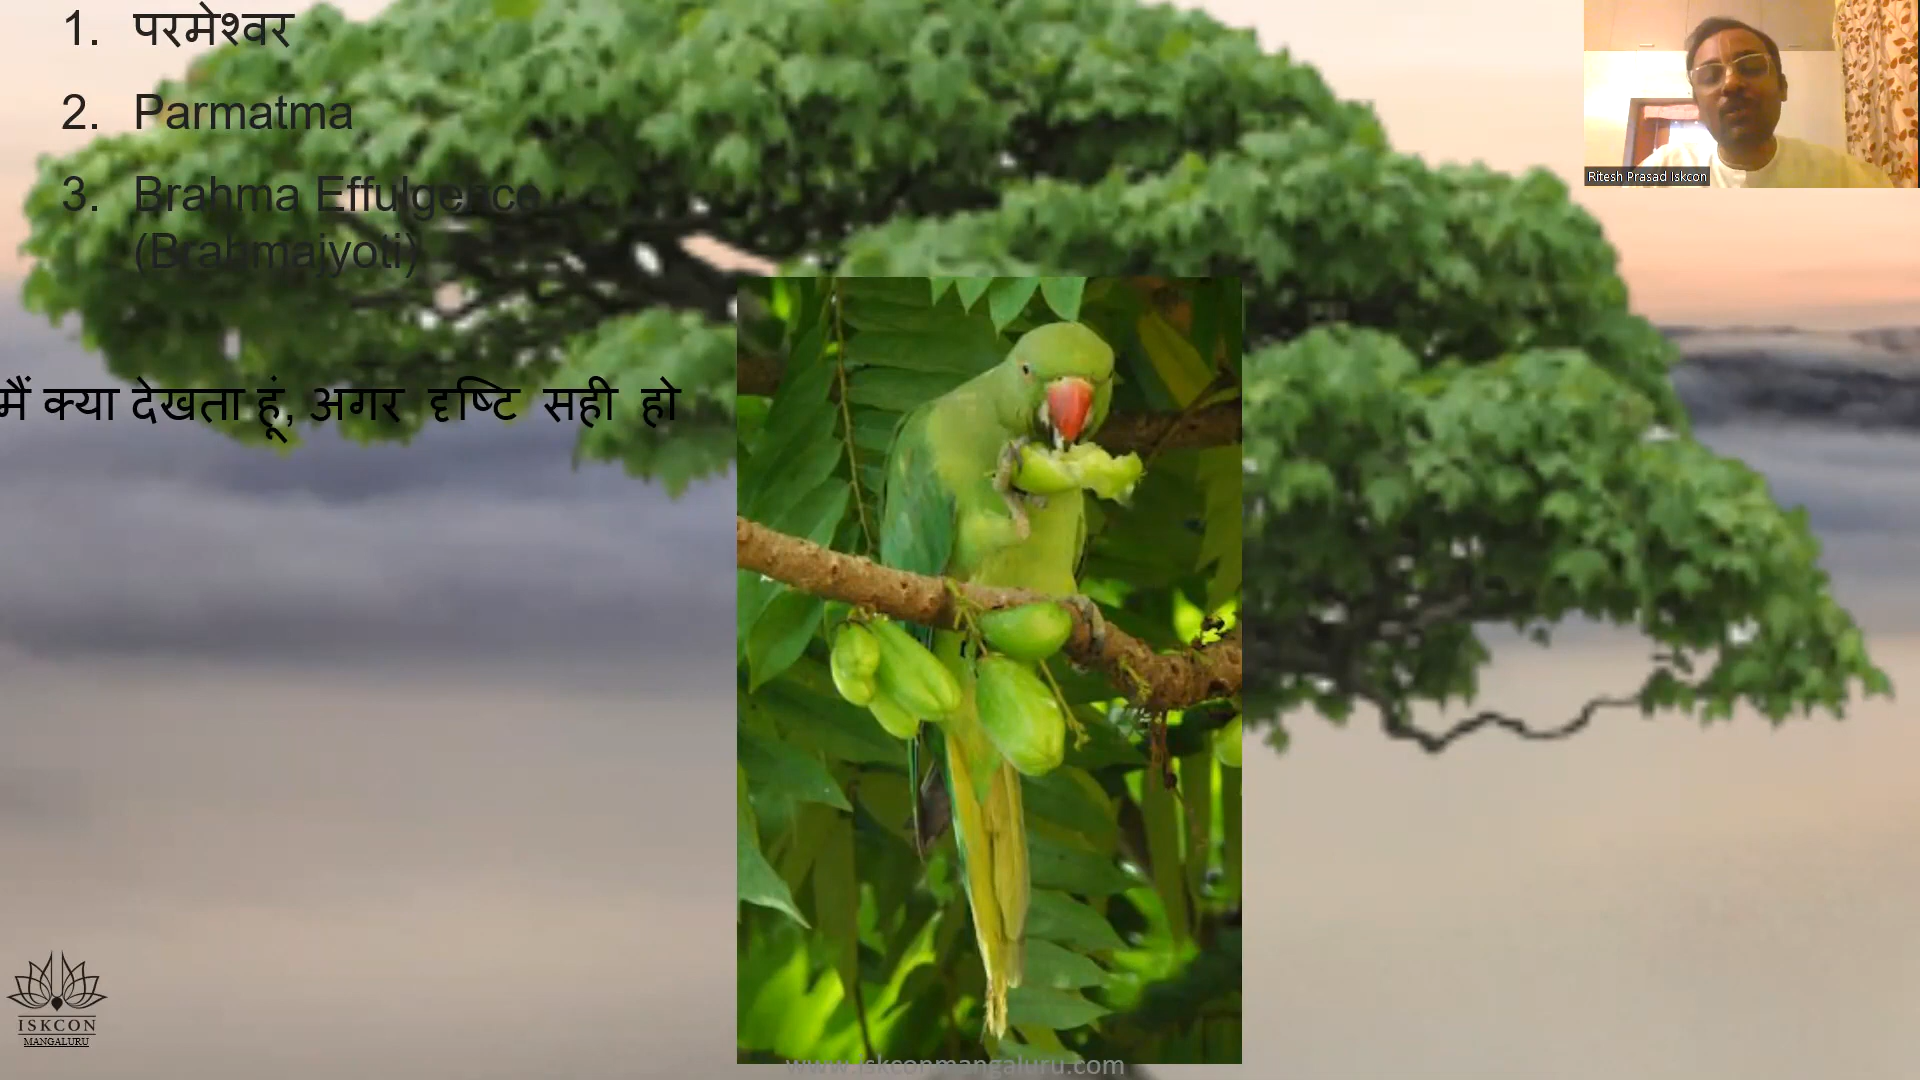 1. परमेश्वर
2. Parmatma
3. Brahma Effulgence
(Brahmajyoti)
मैं क्या देखता हूं, अगर दृष्टि सही हो
Ritesh Prasad Iskcon
ISKCON
MANGALURU
www.iskconmangaluru.com